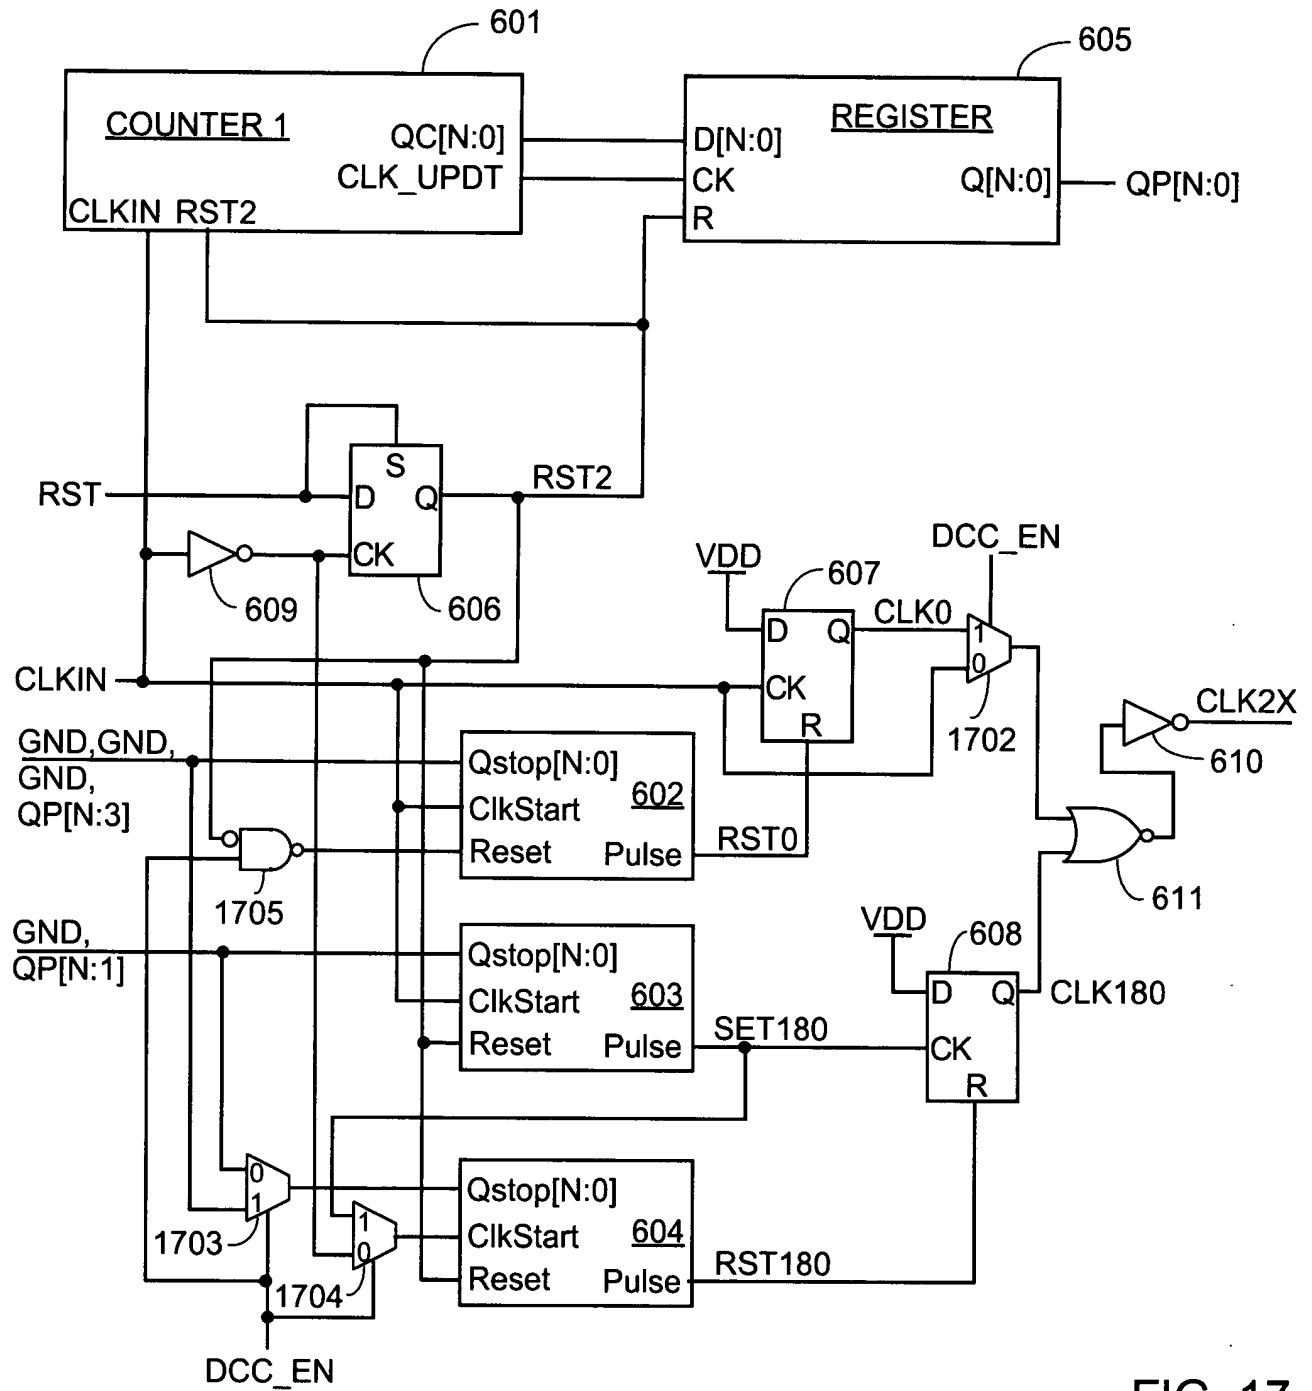 601
605
COUNTER 1
REGISTER
QC[N:0]
D[N:0]
CLK_UPDT
CK
Q[N:0]
QP[N:0]
CLKIN RST2
R
S
RST
D
Q
RST2
CK
609
606
DCC_EN
VDD
607
CLK0
D
Q
1
0
CLKIN
CK
R
1702
CLK2X
610
GND,GND,
GND,
QP[N:3]
Qstop[N:0]
602
ClkStart
Reset
Pulse
RST0
1705
611
GND,
QP[N:1]
VDD
608
Qstop[N:0]
603
ClkStart
Reset
Pulse
SET180
D
Q
CLK180
CK
R
0
1
1703
1
0
1704
Qstop[N:0]
604
ClkStart
Reset
Pulse
RST180
DCC_EN
FIG. 17